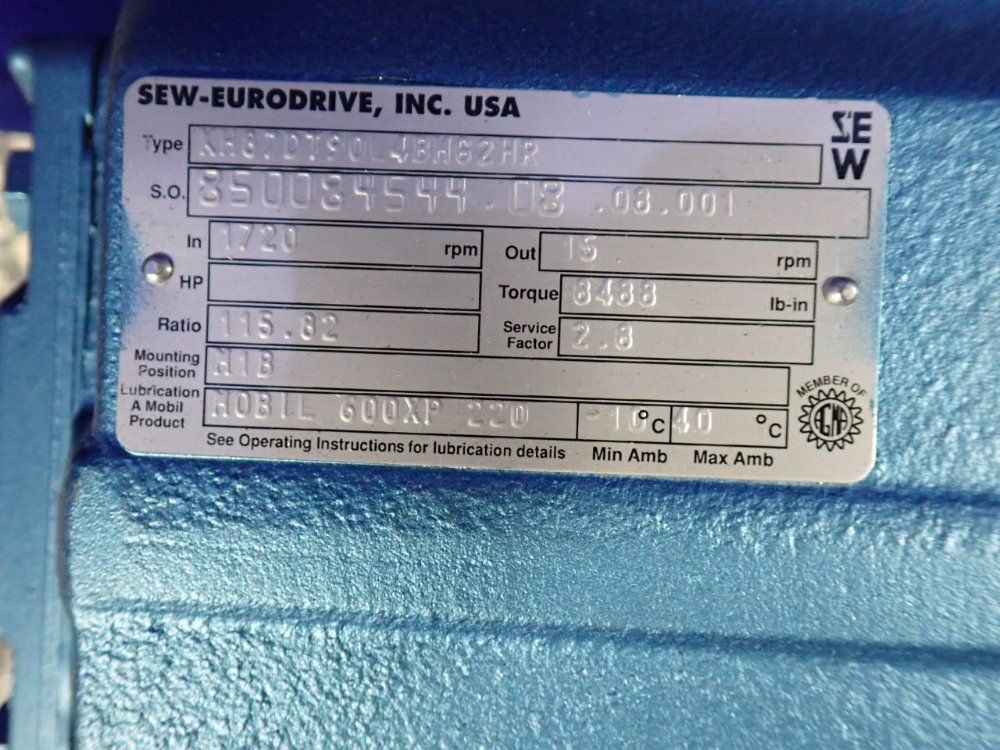 SEW-EURODRIVE, INC. USA
SEW
Type KH87DT90L4BMG2HR
S.O. 850084544.08 .08.001
In 1720 rpm Out 15 rpm
HP
Torque 8488 lb-in
Ratio 115.82 Service Factor 2.8
Mounting Position M1B
Lubrication A Mobil Product MOBIL 600XP 220 -10 °C 40 °C
See Operating Instructions for lubrication details Min Amb Max Amb
MEMBER OF
AGMA